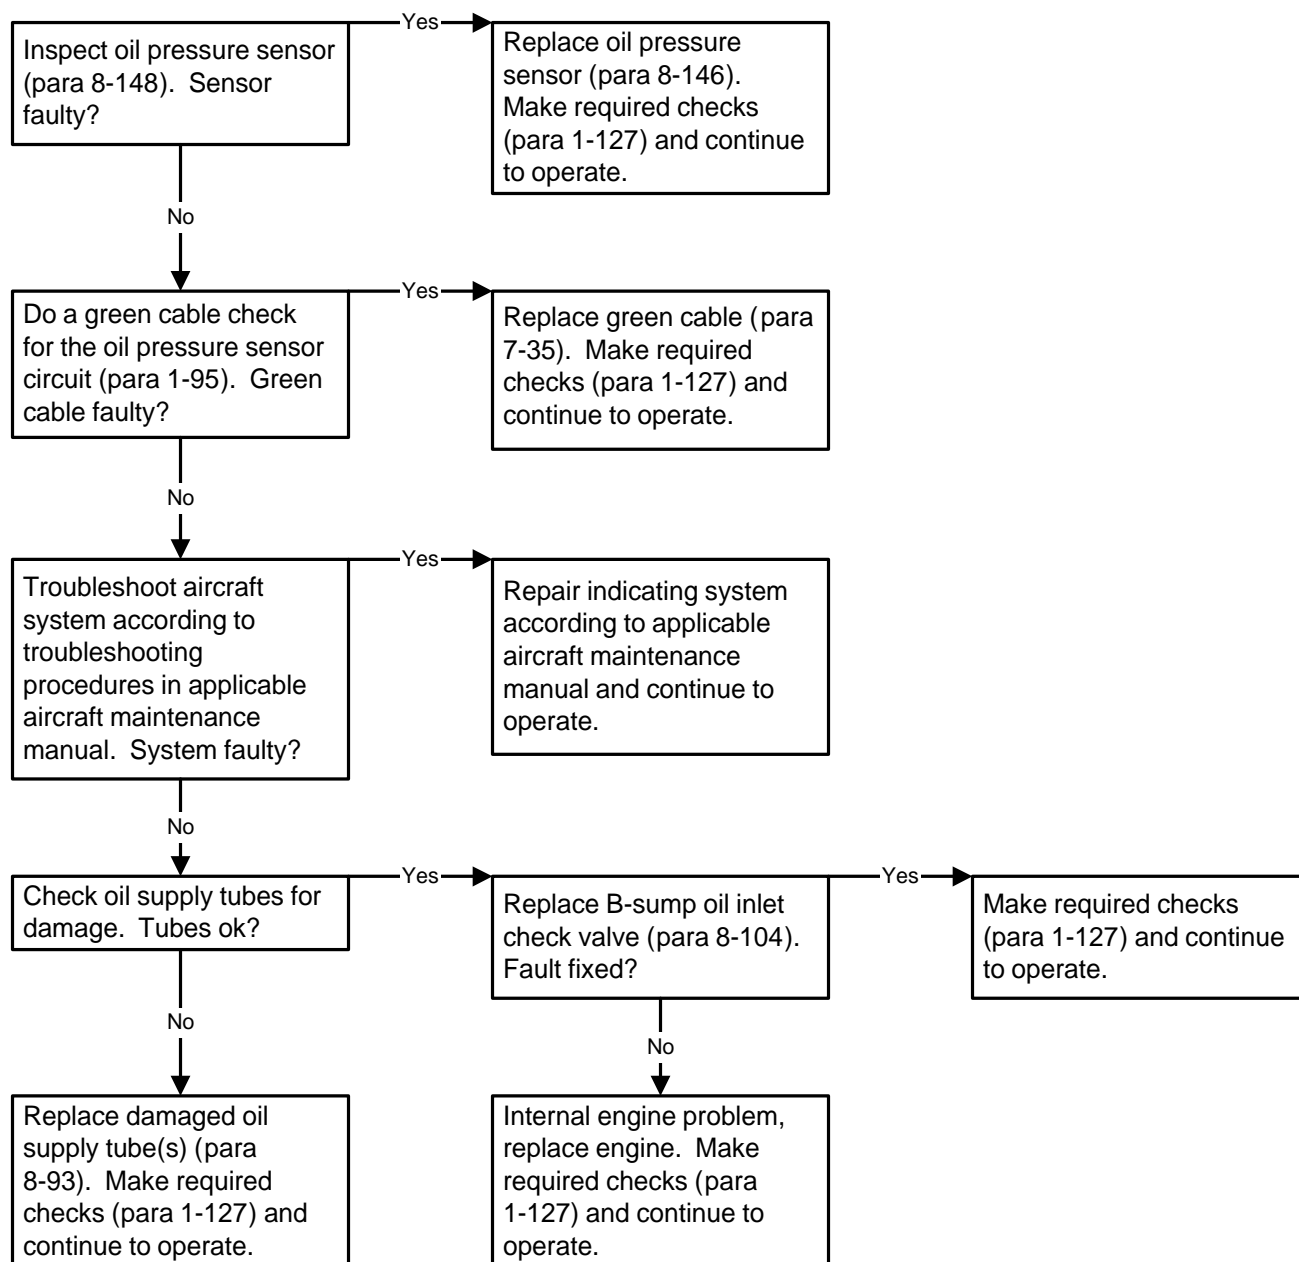 Inspect oil pressure sensor
(para 8-148).  Sensor
faulty?
Yes
Replace oil pressure
sensor (para 8-146).
Make required checks
(para 1-127) and continue
to operate.
No
Do a green cable check
for the oil pressure sensor
circuit (para 1-95).  Green
cable faulty?
Yes
Replace green cable (para
7-35).  Make required
checks (para 1-127) and
continue to operate.
No
Troubleshoot aircraft
system according to
troubleshooting
procedures in applicable
aircraft maintenance
manual.  System faulty?
Yes
Repair indicating system
according to applicable
aircraft maintenance
manual and continue to
operate.
No
Check oil supply tubes for
damage.  Tubes ok?
Yes
Replace B-sump oil inlet
check valve (para 8-104).
Fault fixed?
Yes
Make required checks
(para 1-127) and continue
to operate.
No
Replace damaged oil
supply tube(s) (para
8-93).  Make required
checks (para 1-127) and
continue to operate.
No
Internal engine problem,
replace engine.  Make
required checks (para
1-127) and continue to
operate.